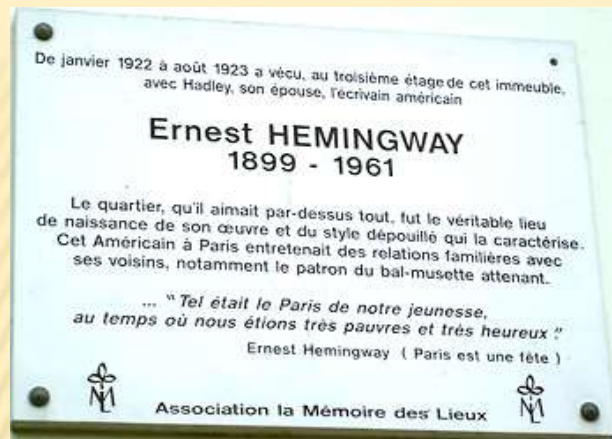 De janvier 1922 à août 1923 a vécu, au troisième étage de cet immeuble,
avec Hadley, son épouse, l'écrivain américain
Ernest HEMINGWAY
1899 - 1961
Le quartier, qu'il aimait par-dessus tout, fut le véritable lieu
de naissance de son œuvre et du style dépouillé qui la caractérise.
Cet Américain à Paris entretenait des relations familières avec
ses voisins, notamment le patron du bal-musette attenant.
... " Tel était le Paris de notre jeunesse,
au temps où nous étions très pauvres et très heureux ".
Ernest Hemingway ( Paris est une fête )
Association la Mémoire des Lieux